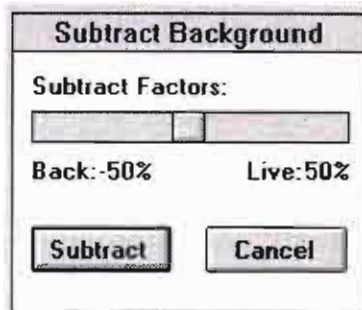 Subtract Background
Subtract Factors:
Back:-50% Live:50%
Subtract Cancel